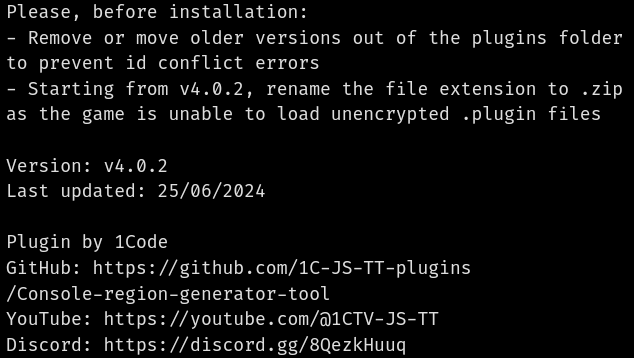 Please, before installation:
- Remove or move older versions out of the plugins folder
to prevent id conflict errors
- Starting from v4.0.2, rename the file extension to .zip
as the game is unable to load unencrypted .plugin files
Version: v4.0.2
Last updated: 25/06/2024
Plugin by 1Code
GitHub: https://github.com/1C-JS-TT-plugins
/Console-region-generator-tool
YouTube: https://youtube.com/@1CTV-JS-TT
Discord: https://discord.gg/8QezkHuuq